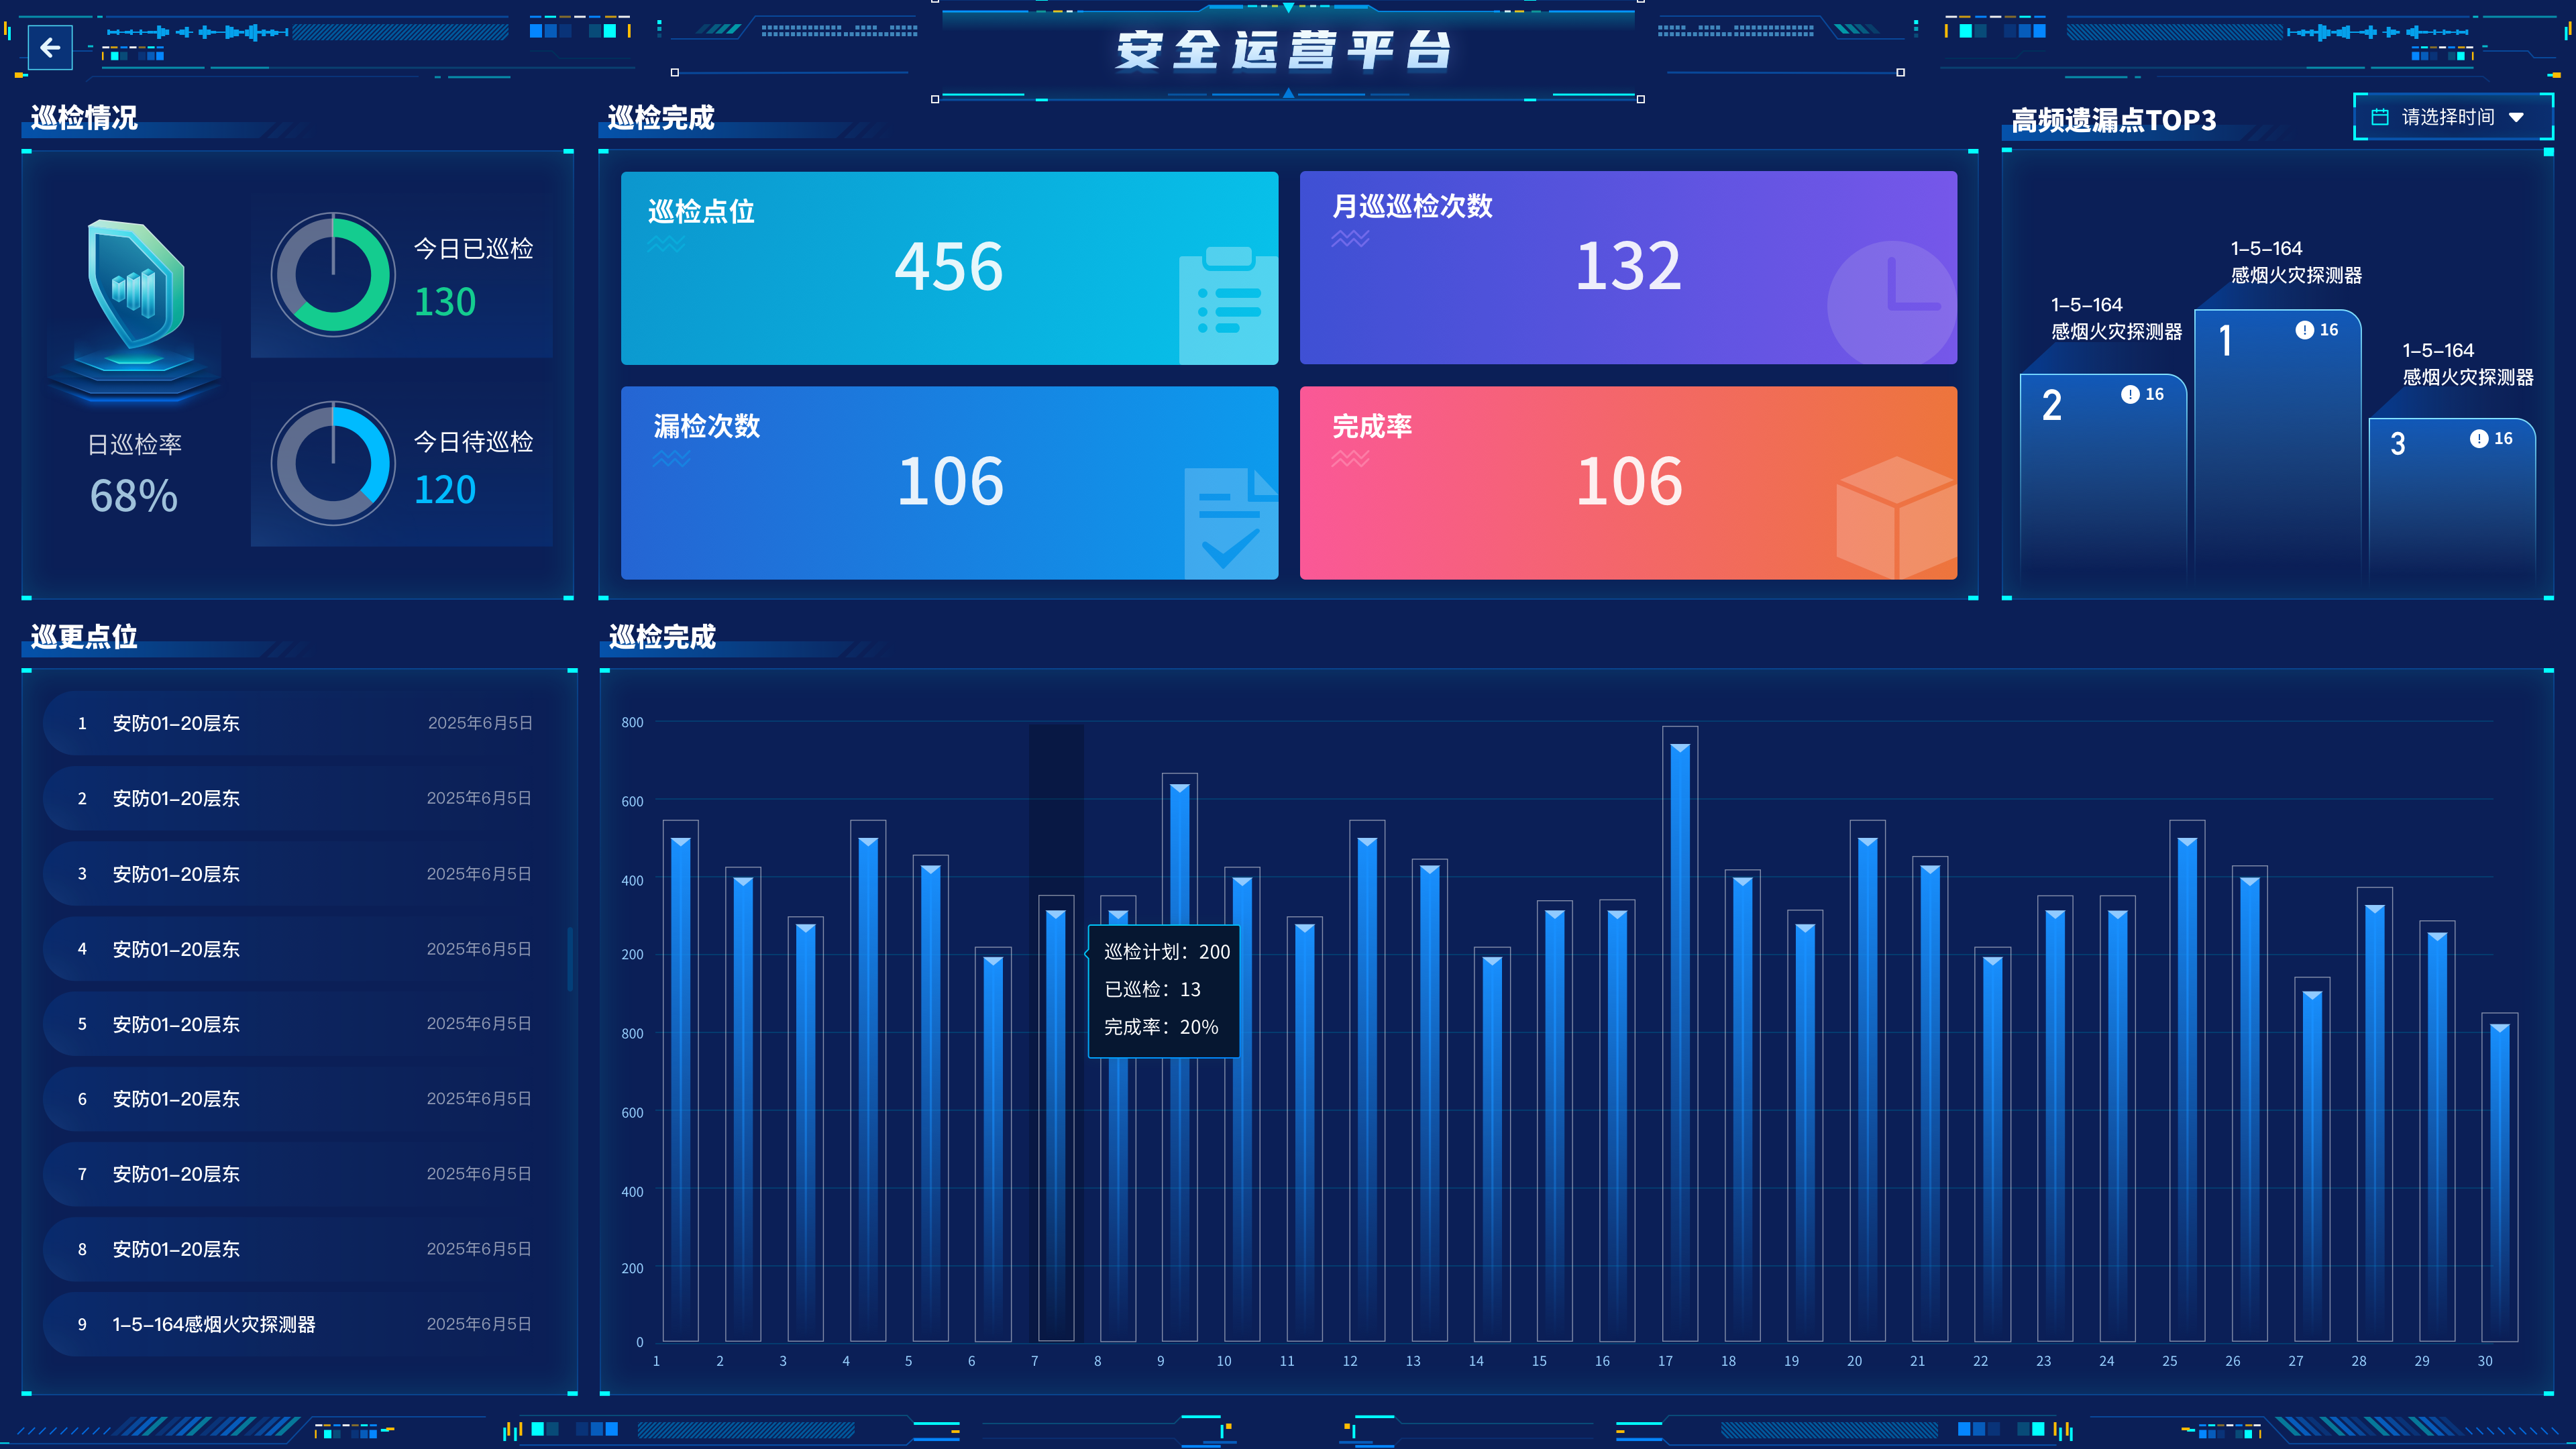 安全运营平台
巡检情况
今日已巡检
130
日巡检率
68%
今日待巡检
120
巡检完成
巡检点位
456
月巡巡检次数
132
漏检次数
106
完成率
106
高频遗漏点TOP3
请选择时间
1-5-164
感烟火灾探测器
1-5-164
感烟火灾探测器
1-5-164
感烟火灾探测器
2
16
1
16
3
16
巡更点位
1 安防01-20层东 2025年6月5日
2 安防01-20层东 2025年6月5日
3 安防01-20层东 2025年6月5日
4 安防01-20层东 2025年6月5日
5 安防01-20层东 2025年6月5日
6 安防01-20层东 2025年6月5日
7 安防01-20层东 2025年6月5日
8 安防01-20层东 2025年6月5日
9 1-5-164感烟火灾探测器 2025年6月5日
巡检完成
800
600
400
200
800
600
400
200
0
巡检计划：200
已巡检：13
完成率：20%
1 2 3 4 5 6 7 8 9 10 11 12 13 14 15 16 17 18 19 20 21 22 23 24 25 26 27 28 29 30